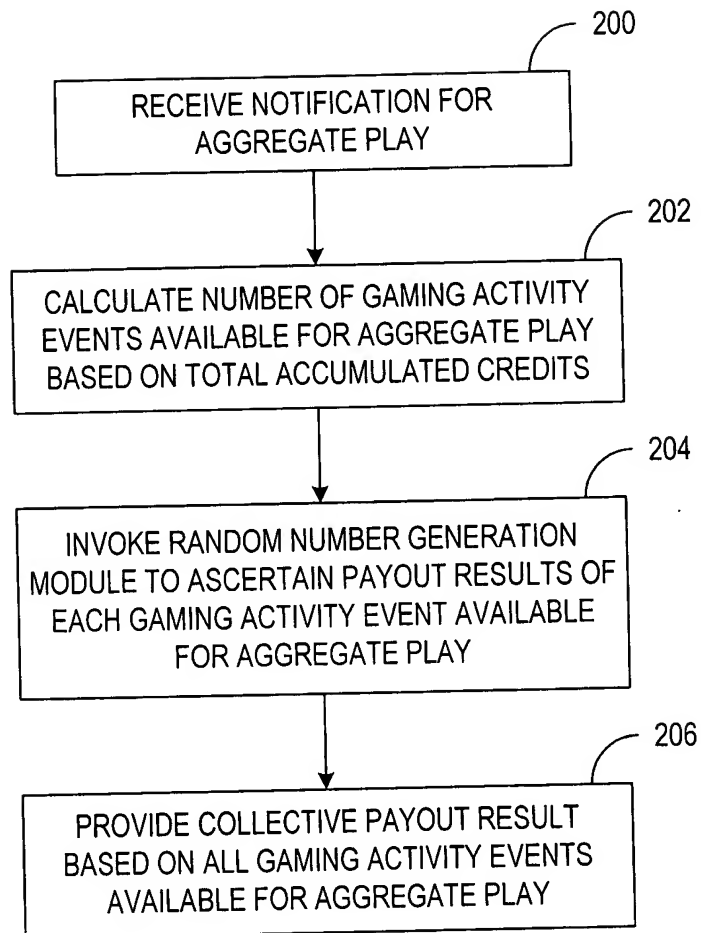 200
RECEIVE NOTIFICATION FOR
AGGREGATE PLAY
202
CALCULATE NUMBER OF GAMING ACTIVITY
EVENTS AVAILABLE FOR AGGREGATE PLAY
BASED ON TOTAL ACCUMULATED CREDITS
204
INVOKE RANDOM NUMBER GENERATION
MODULE TO ASCERTAIN PAYOUT RESULTS OF
EACH GAMING ACTIVITY EVENT AVAILABLE
FOR AGGREGATE PLAY
206
PROVIDE COLLECTIVE PAYOUT RESULT
BASED ON ALL GAMING ACTIVITY EVENTS
AVAILABLE FOR AGGREGATE PLAY